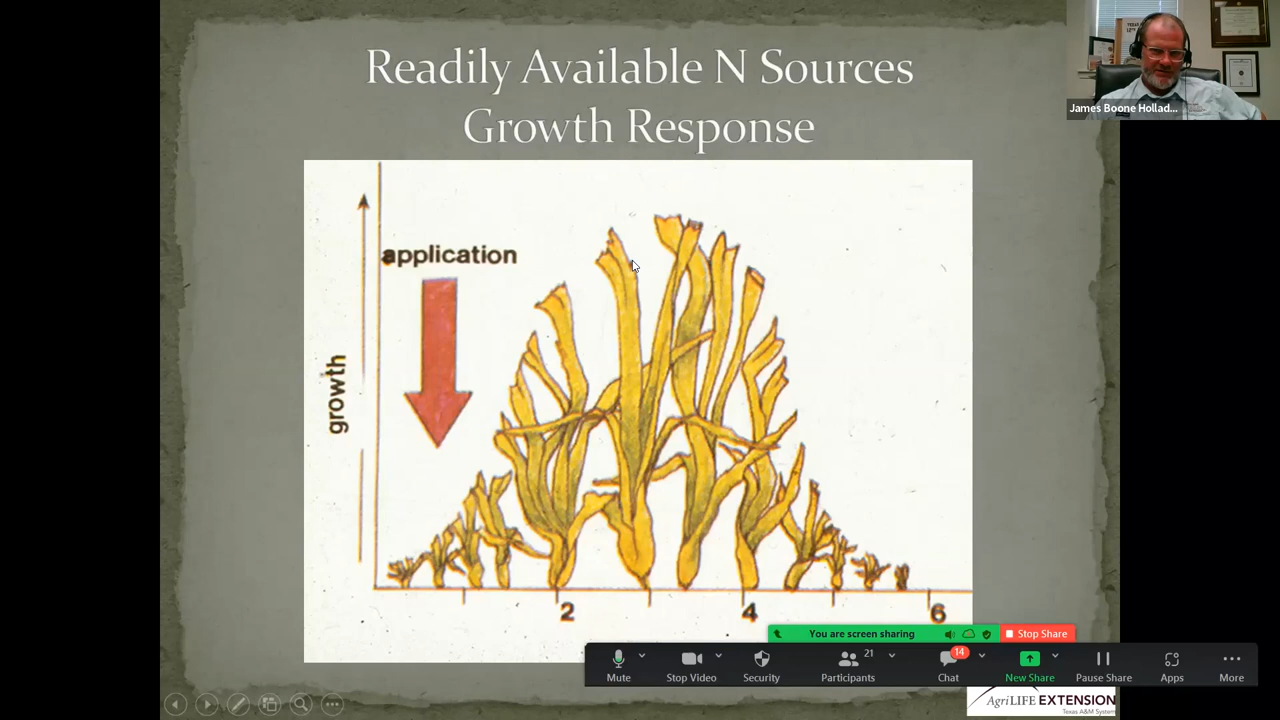 Readily Available N Sources
Growth Response
James Boone Hollad...
application
growth
2
4
6
You are screen sharing
Stop Share
Mute
Stop Video
Security
21
Participants
14
Chat
New Share
Pause Share
Apps
More
AgriLIFE EXTENSION
Texas A&M System